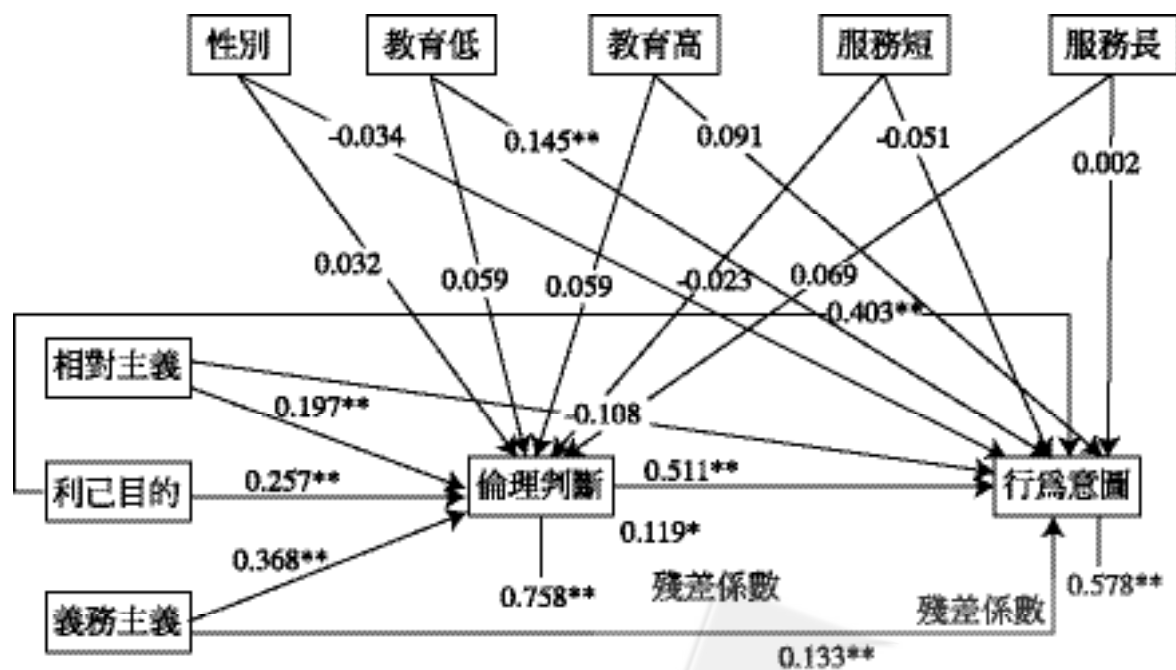 性別 教育低 教育高 服務短 服務長
-0.034 0.145** 0.091 -0.051 0.002
0.032 0.059 0.059 -0.023 0.069
-0.403**
相對主義
0.197** -0.108
利己目的 0.257** 倫理判斷 0.511** 行為意圖
0.119*
0.368** 0.758** 殘差係數 0.578**
義務主義 殘差係數
0.133**